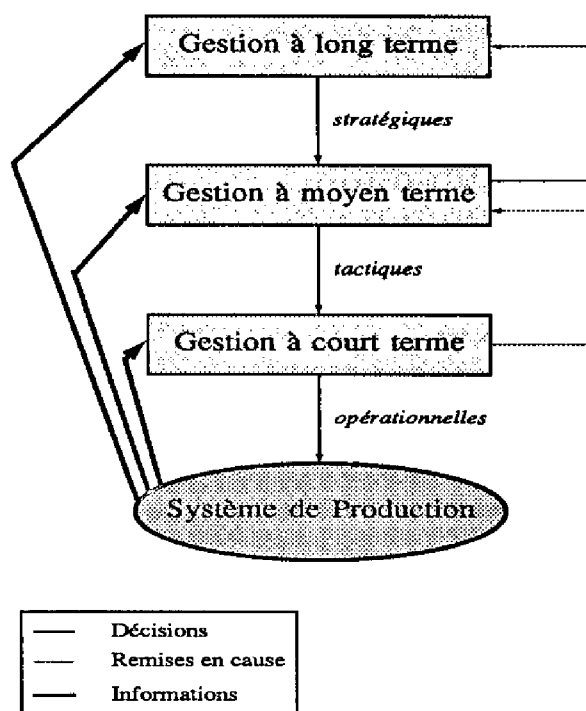 Gestion à long terme
stratégiques
Gestion à moyen terme
tactiques
Gestion à court terme
opérationnelles
Système de Production
Décisions
Remises en cause
Informations